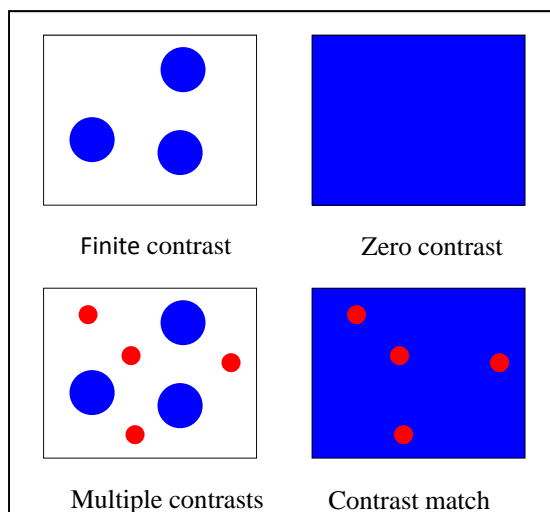 Finite contrast
Zero contrast
Multiple contrasts
Contrast match